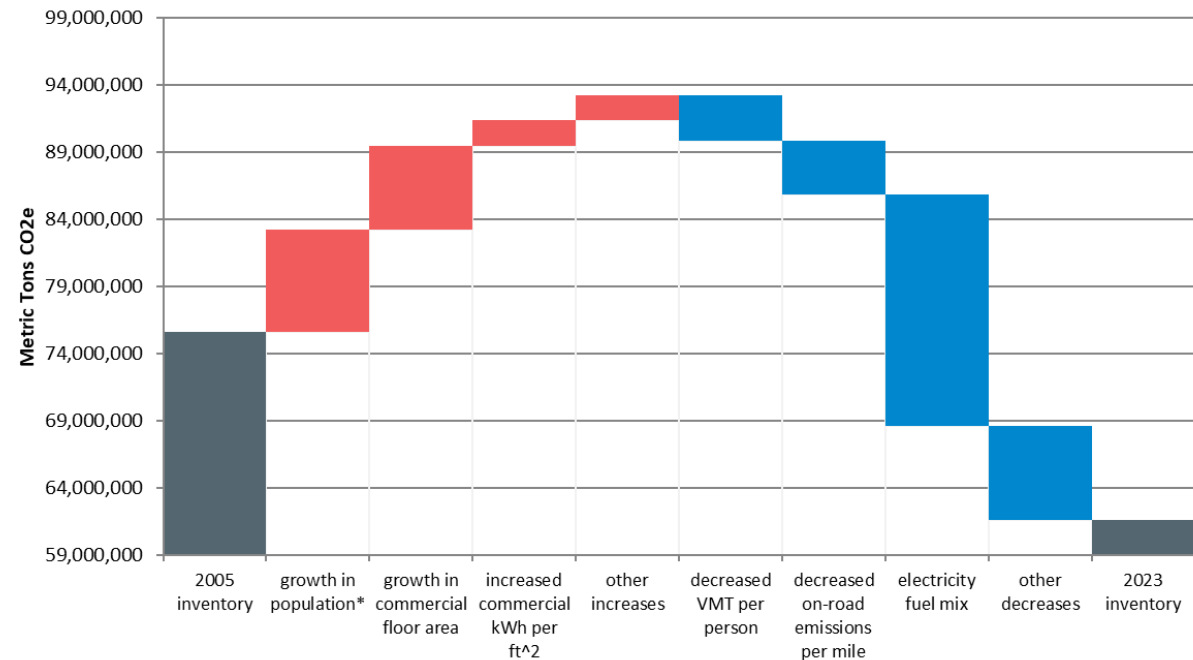 99,000,000
94,000,000
89,000,000
84,000,000
79,000,000
74,000,000
69,000,000
64,000,000
59,000,000
Metric Tons CO2e
2005
inventory
growth in
population*
growth in
commercial
floor area
increased
commercial
kWh per
ft^2
other
increases
decreased
VMT per
person
decreased
on-road
emissions
per mile
electricity
fuel mix
other
decreases
2023
inventory